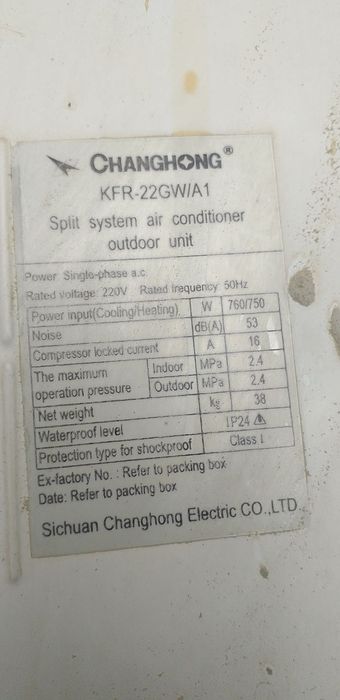 CHANGHONG®
KFR-22GW/A1
Split system air conditioner
outdoor unit
Power Single-phase a.c.
Rated voltage: 220V Rated frequency: 50Hz
Power input(Cooling/Heating) W 760/750
Noise dB(A) 53
Compressor locked current A 16
The maximum operation pressure Indoor MPa 2.4
Outdoor MPa 2.4
Net weight kg 38
Waterproof level IP24
Protection type for shockproof Class I
Ex-factory No. : Refer to packing box
Date: Refer to packing box
Sichuan Changhong Electric CO.,LTD.